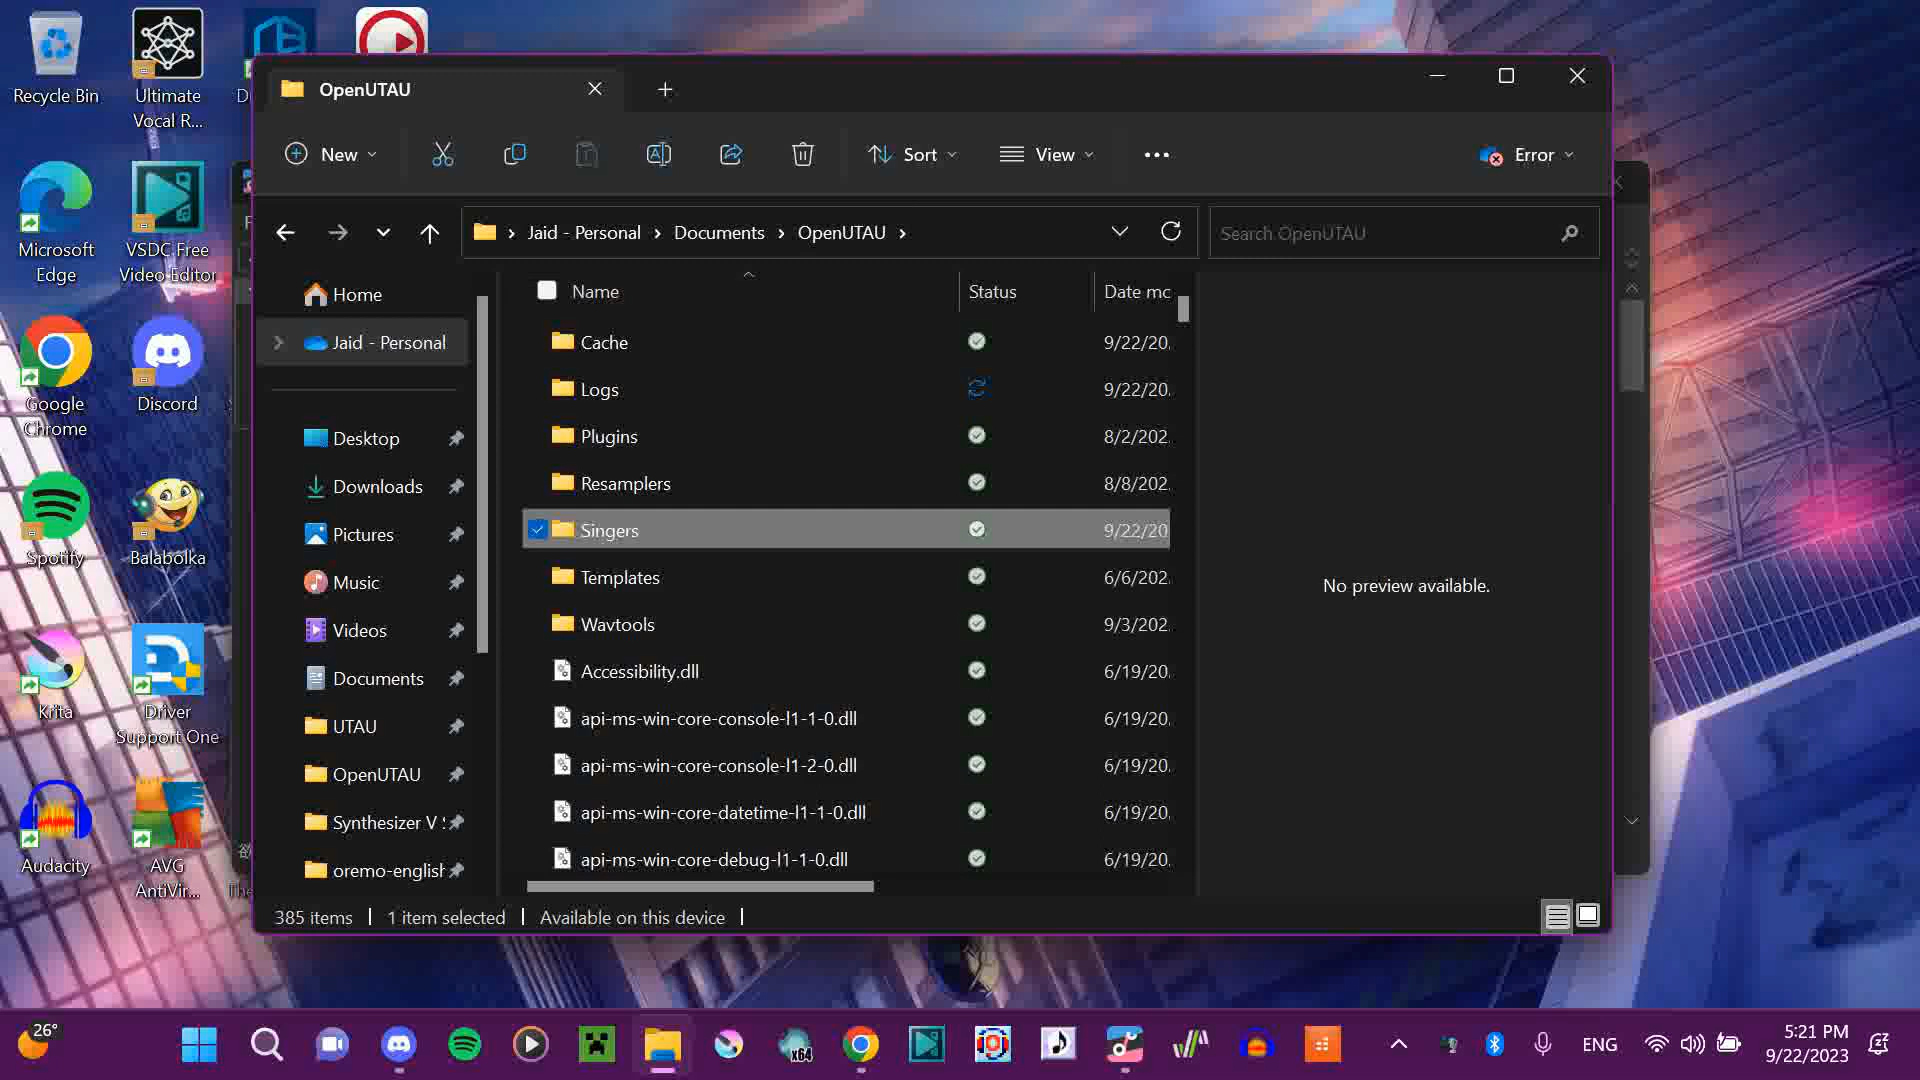 Recycle Bin
Ultimate
Vocal R...
Microsoft
Edge
VSDC Free
Video Editor
Google
Chrome
Discord
Spotify
Balabolka
Krita
Driver
Support One
Audacity
AVG
AntiVir...
OpenUTAU
New
Sort
View
Error
Jaid - Personal
Documents
OpenUTAU
Search OpenUTAU
Home
Jaid - Personal
Desktop
Downloads
Pictures
Music
Videos
Documents
UTAU
OpenUTAU
Synthesizer V S
oremo-english
Name Status Date mo
Cache 9/22/20.
Logs 9/22/20.
Plugins 8/2/202.
Resamplers 8/8/202.
Singers 9/22/20
Templates 6/6/202.
Wavtools 9/3/202.
Accessibility.dll 6/19/20.
api-ms-win-core-console-l1-1-0.dll 6/19/20.
api-ms-win-core-console-l1-2-0.dll 6/19/20.
api-ms-win-core-datetime-l1-1-0.dll 6/19/20.
api-ms-win-core-debug-l1-1-0.dll 6/19/20.
No preview available.
385 items 1 item selected Available on this device
26°
x64
ENG
5:21 PM
9/22/2023